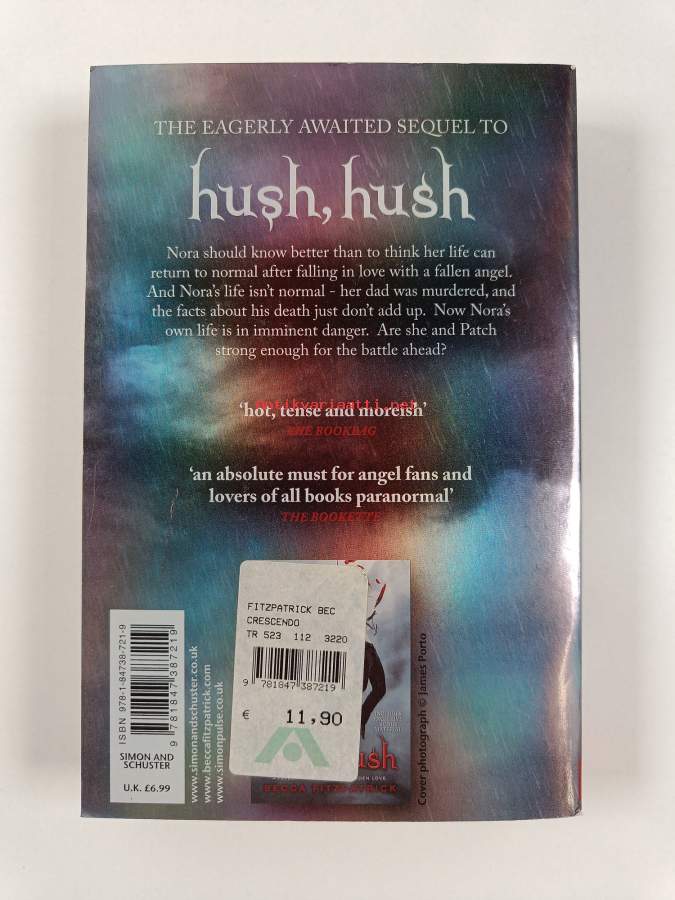 THE EAGERLY AWAITED SEQUEL TO
hush, hush
Nora should know better than to think her life can
return to normal after falling in love with a fallen angel.
And Nora's life isn't normal - her dad was murdered, and
the facts about his death just don't add up. Now Nora's
own life is in imminent danger. Are she and Patch
strong enough for the battle ahead?
antikvariaatti.net
'hot, tense and moreish'
THE BOOKBAG
'an absolute must for angel fans and
lovers of all books paranormal'
THE BOOKETTE
FITZPATRICK BEC
CRESCENDO
TR 523 112 3220
9 781847 387219
€ 11,90
ISBN 978-1-84738-721-9
9 781847 387219
SIMON AND
SCHUSTER
U.K. £6.99
www.simonandschuster.co.uk
www.beccafitzpatrick.com
www.simonpulse.co.uk
ush
DEN LOVE
BECCA FITZPATRICK
Cover photograph © James Porto